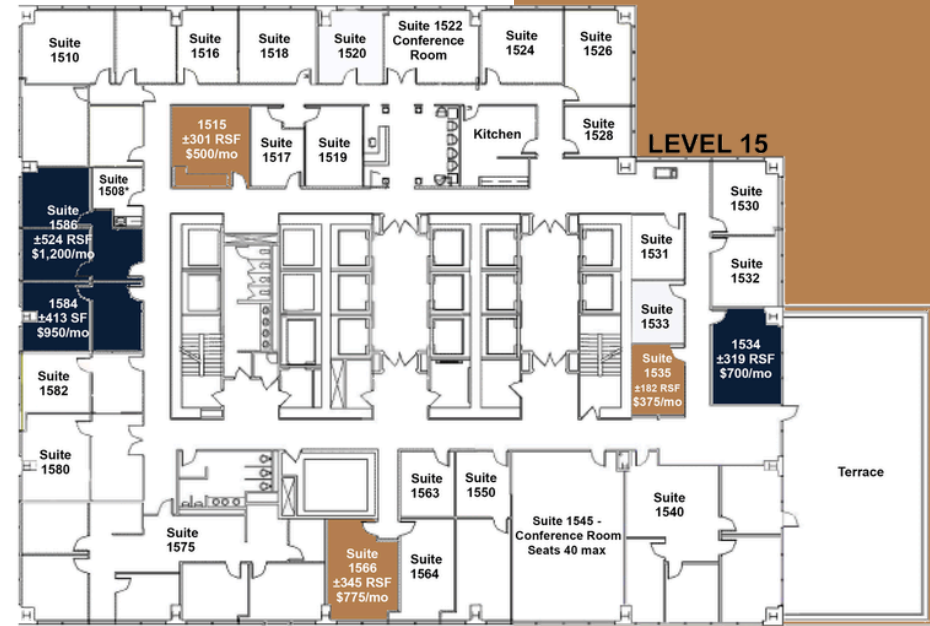 Suite
1510
Suite
1516
Suite
1518
Suite
1520
Suite 1522
Conference
Room
Suite
1524
Suite
1526
1515
±301 RSF
$500/mo
Suite
1517
Suite
1519
Kitchen
Suite
1528
LEVEL 15
Suite
1508*
Suite
1586
±524 RSF
$1,200/mo
Suite
1530
Suite
1531
Suite
1532
1584
±413 SF
$950/mo
Suite
1533
1534
±319 RSF
$700/mo
Suite
1535
±182 RSF
$375/mo
Suite
1582
Suite
1580
Terrace
Suite
1563
Suite
1550
Suite
1540
Suite 1545 -
Conference Room
Seats 40 max
Suite
1575
Suite
1566
±345 RSF
$775/mo
Suite
1564